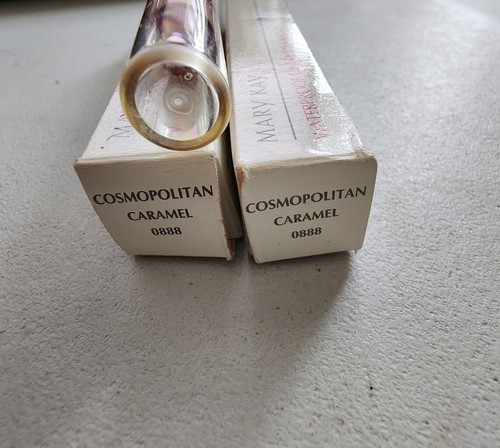 COSMOPOLITAN
CARAMEL
0888
MARY KAY
COSMOPOLITAN
CARAMEL
0888